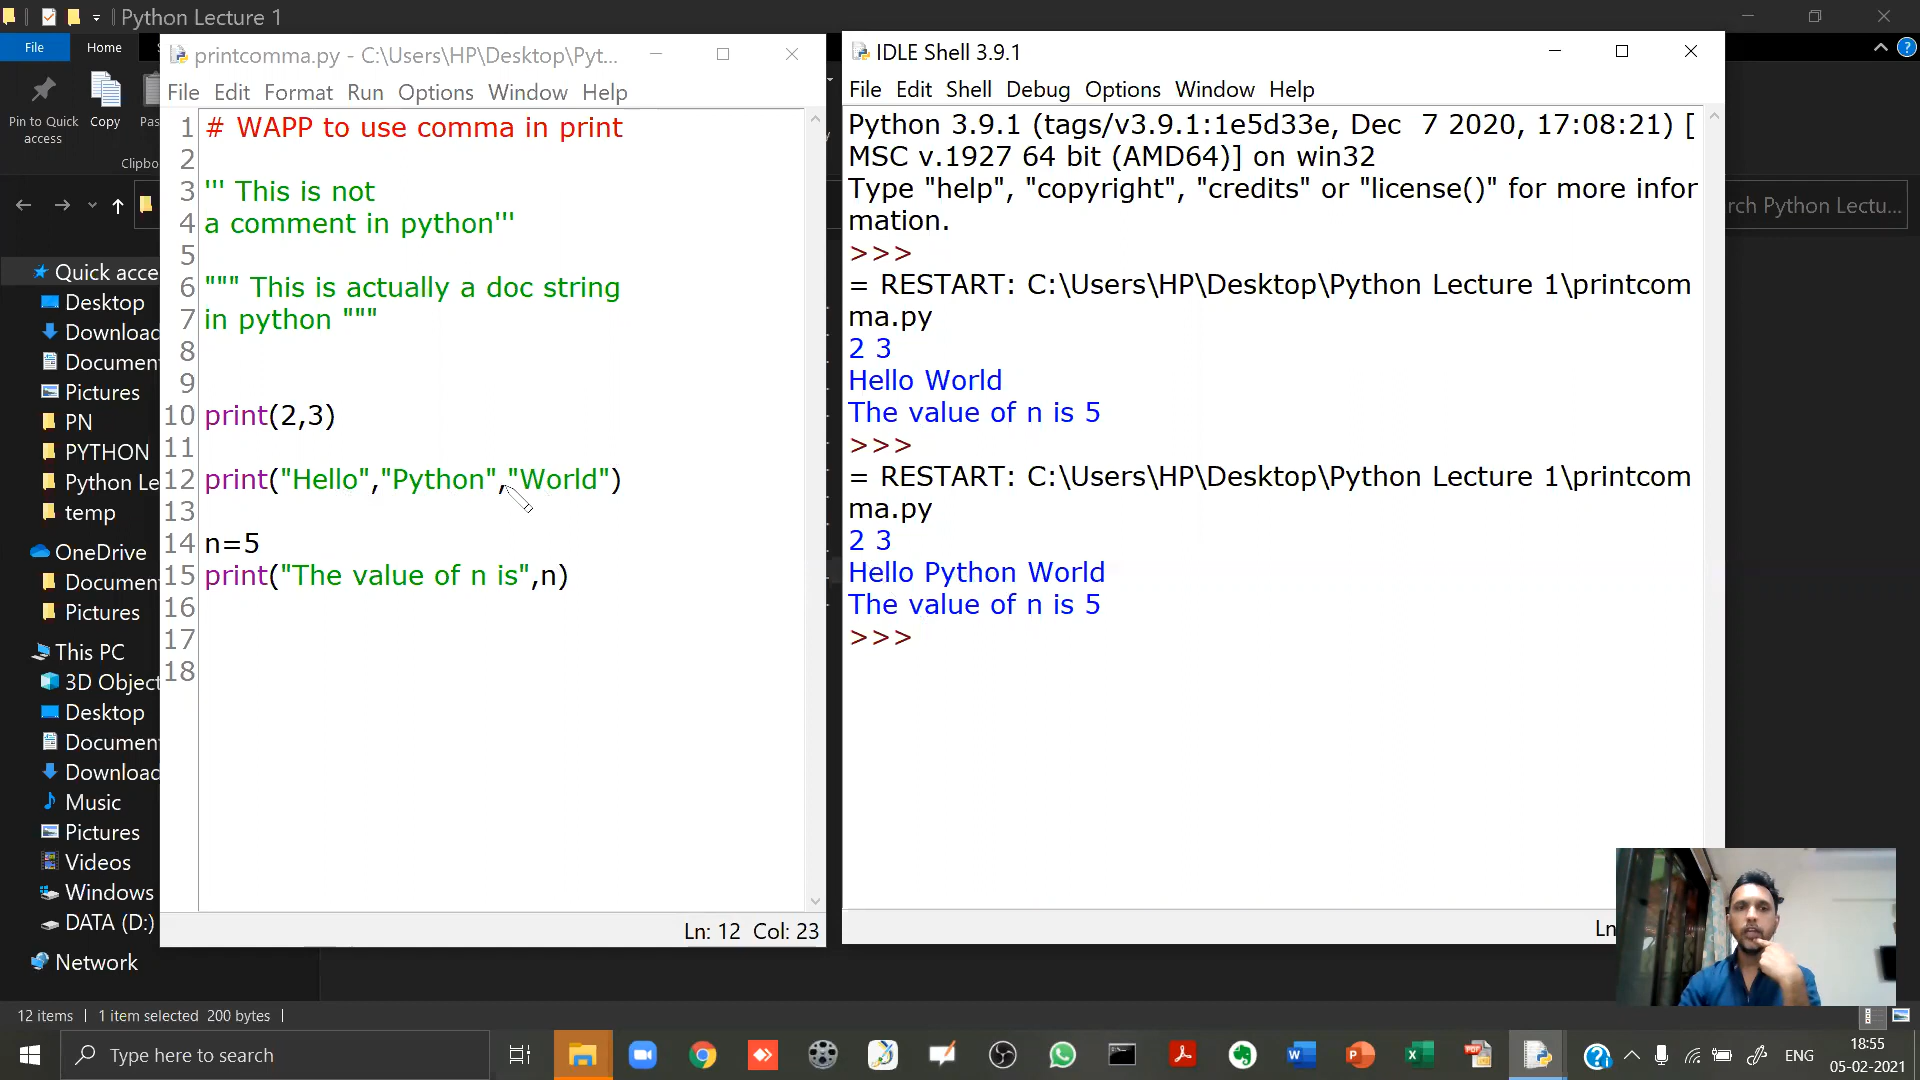 Python Lecture 1
File
Home
Pin to Quick
access
Copy
Pas
Clipbo
rch Python Lectu...
Quick acce
Desktop
Download
Documen
Pictures
PN
PYTHON
Python Le
temp
OneDrive
Documen
Pictures
This PC
3D Object
Desktop
Documen
Download
Music
Pictures
Videos
Windows
DATA (D:)
Network
12 items
1 item selected 200 bytes
printcomma.py - C:\Users\HP\Desktop\Pyt...
File Edit Format Run Options Window Help
1 # WAPP to use comma in print
2
3 ''' This is not
4 a comment in python'''
5
6 """ This is actually a doc string
7 in python """
8
9
10 print(2,3)
11
12 print("Hello","Python","World")
13
14 n=5
15 print("The value of n is",n)
16
17
18
Ln: 12 Col: 23
IDLE Shell 3.9.1
File Edit Shell Debug Options Window Help
Python 3.9.1 (tags/v3.9.1:1e5d33e, Dec  7 2020, 17:08:21) [
MSC v.1927 64 bit (AMD64)] on win32
Type "help", "copyright", "credits" or "license()" for more infor
mation.
>>>
= RESTART: C:\Users\HP\Desktop\Python Lecture 1\printcom
ma.py
2 3
Hello World
The value of n is 5
>>>
= RESTART: C:\Users\HP\Desktop\Python Lecture 1\printcom
ma.py
2 3
Hello Python World
The value of n is 5
>>>
Ln
Type here to search
ENG
18:55
05-02-2021